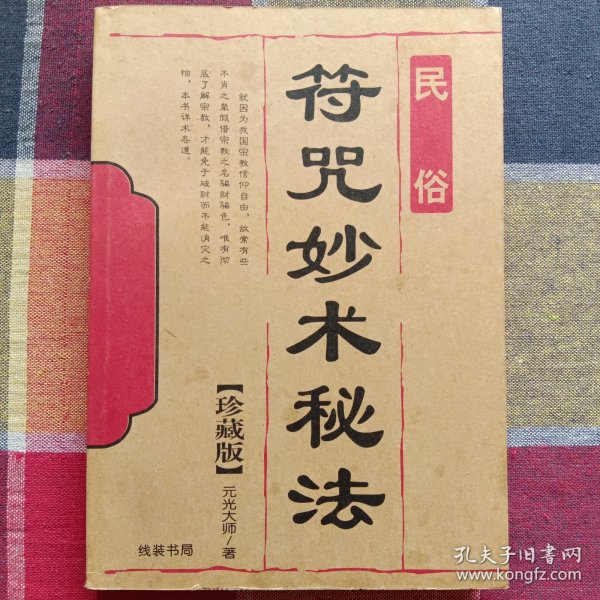 民俗
符咒妙术秘法
【珍藏版】
元光大师/著
就因为我国宗教信仰自由，故常有些
不肖之辈假借宗教之名骗财骗色，唯有彻
底了解宗教，才能免于破财而不能消灾之
苦，本书详术各道。
线装书局
孔夫子旧书网
www.kongfz.com